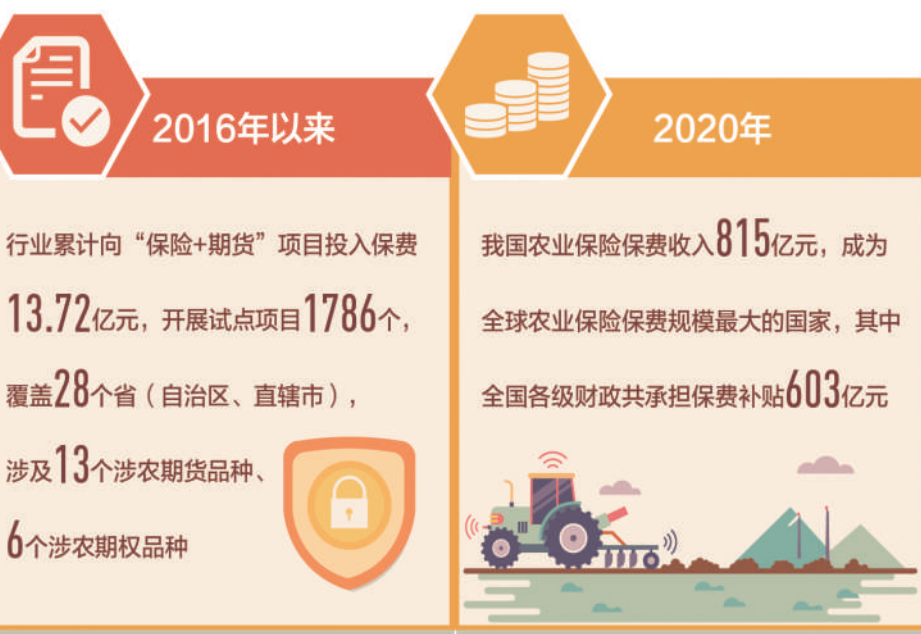 2016年以来
行业累计向“保险+期货”项目投入保费
13.72亿元，开展试点项目1786个，
覆盖28个省（自治区、直辖市），
涉及13个涉农期货品种、
6个涉农期权品种
2020年
我国农业保险保费收入815亿元，成为
全球农业保险保费规模最大的国家，其中
全国各级财政共承担保费补贴603亿元